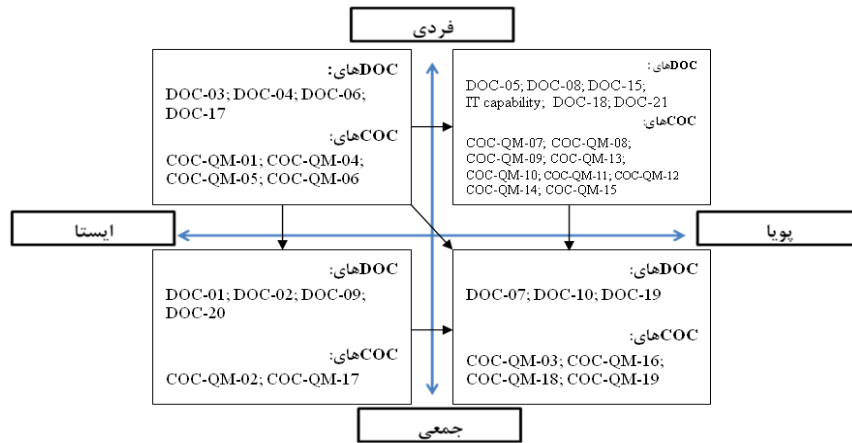 فردی
DOCهای:
DOC-03; DOC-04; DOC-06;
DOC-17
COCهای:
COC-QM-01; COC-QM-04;
COC-QM-05; COC-QM-06
DOCهای:
DOC-05; DOC-08; DOC-15;
IT capability; DOC-18; DOC-21
COCهای:
COC-QM-07; COC-QM-08;
COC-QM-09; COC-QM-13;
COC-QM-10; COC-QM-11; COC-QM-12
COC-QM-14; COC-QM-15
ایستا
پویا
DOCهای:
DOC-01; DOC-02; DOC-09;
DOC-20
COCهای:
COC-QM-02; COC-QM-17
DOCهای:
DOC-07; DOC-10; DOC-19
COCهای:
COC-QM-03; COC-QM-16;
COC-QM-18; COC-QM-19
جمعی